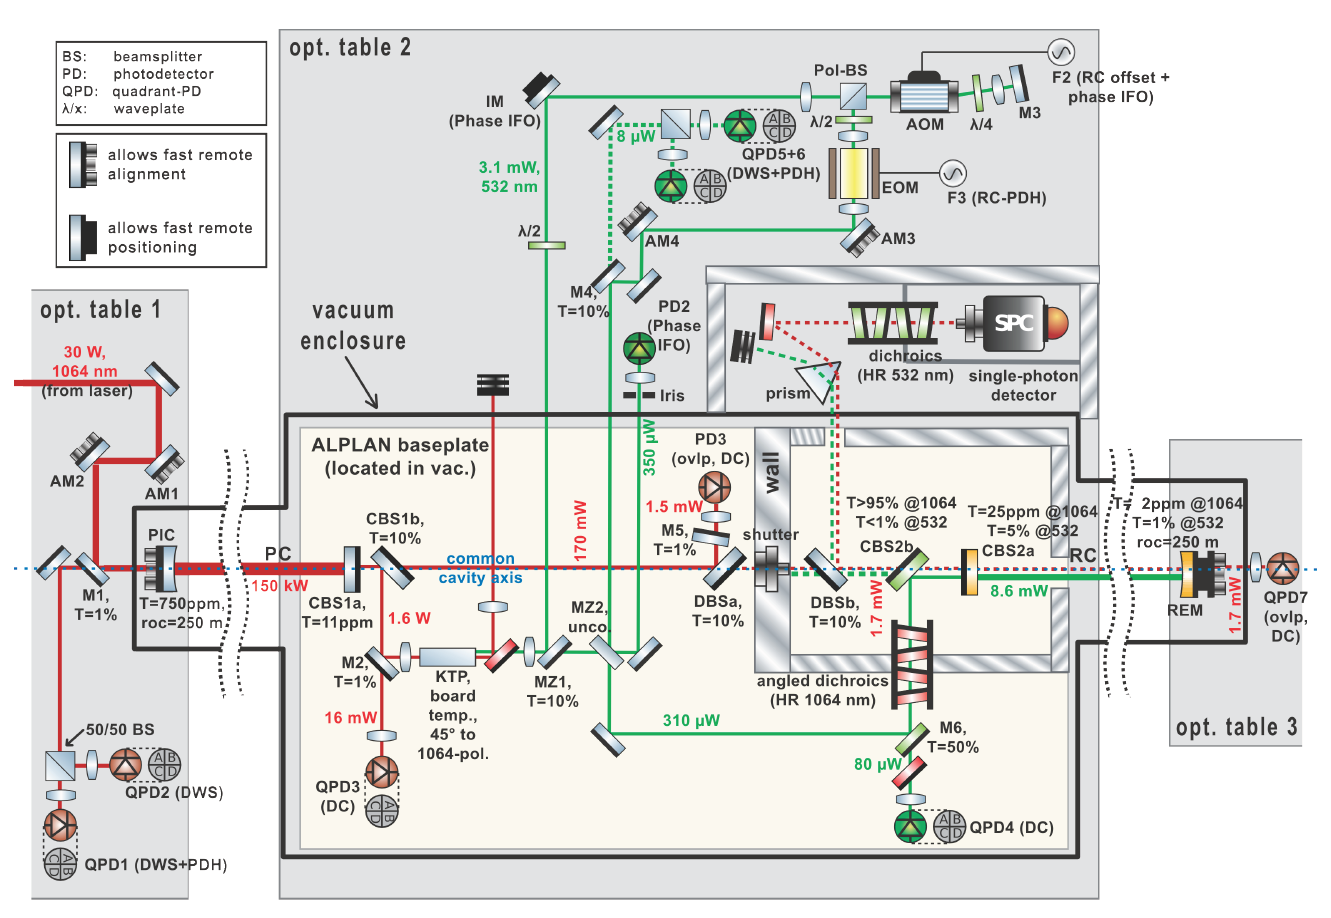 opt. table 2
BS: beamsplitter
PD: photodetector
QPD: quadrant-PD
λ/x: waveplate
allows fast remote
alignment
allows fast remote
positioning
IM
(Phase IFO)
Pol-BS
F2 (RC offset +
phase IFO)
AOM
λ/4
M3
λ/2
8 µW
QPD5+6
(DWS+PDH)
A B
C D
A B
C D
3.1 mW,
532 nm
EOM
F3 (RC-PDH)
λ/2
AM4
AM3
M4,
T=10%
PD2
(Phase
IFO)
Iris
opt. table 1
vacuum
enclosure
30 W,
1064 nm
(from laser)
SPC
dichroics
(HR 532 nm)
single-photon
detector
prism
AM2
AM1
ALPLAN baseplate
(located in vac.)
350 µW
PD3
(ovlp, DC)
wall
1.5 mW
M5,
T=1%
shutter
T>95% @1064
T<1% @532
CBS2b
T=25ppm @1064
T=5% @532
CBS2a
T= 2ppm @1064
T=1% @532
roc=250 m
PIC
PC
150 kW
CBS1b,
T=10%
170 mW
common
cavity axis
RC
M1,
T=1%
T=750ppm,
roc=250 m
CBS1a,
T=11ppm
1.6 W
MZ2,
unco.
DBSa,
T=10%
DBSb,
T=10%
1.7 mW
8.6 mW
REM
1.7 mW
QPD7
(ovlp,
DC)
M2,
T=1%
KTP,
board
temp.,
45° to
1064-pol.
MZ1,
T=10%
angled dichroics
(HR 1064 nm)
16 mW
310 µW
M6,
T=50%
80 µW
opt. table 3
50/50 BS
A B
C D
QPD2 (DWS)
QPD3
(DC)
A B
C D
A B
C D
QPD4 (DC)
A B
C D
QPD1 (DWS+PDH)